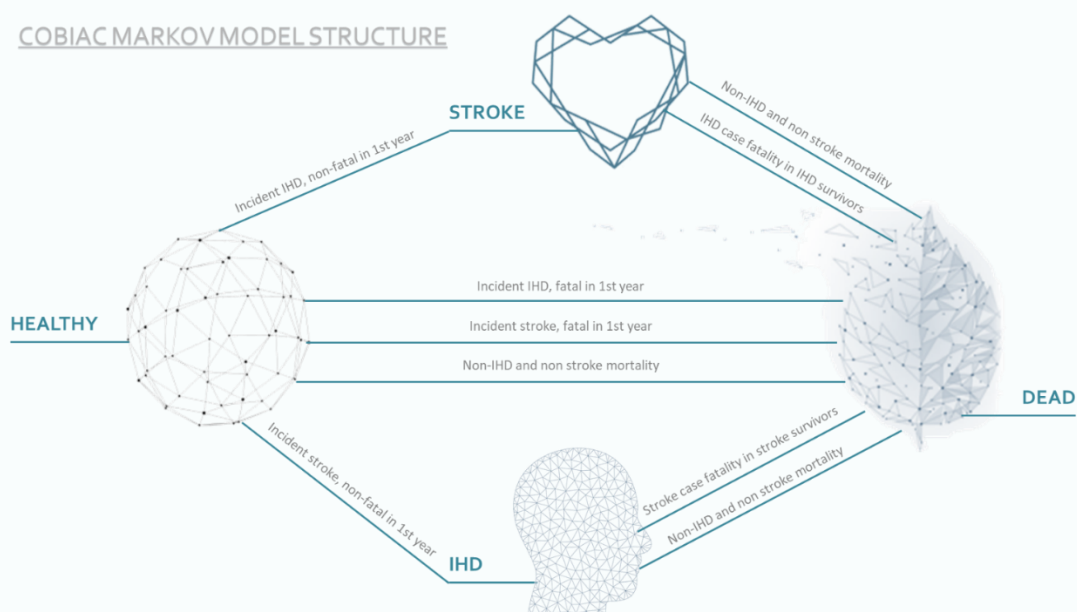 COBIAC MARKOV MODEL STRUCTURE
STROKE
Non-IHD and non stroke mortality
IHD case fatality in IHD survivors
Incident IHD, non-fatal in 1st year
Incident IHD, fatal in 1st year
HEALTHY
Incident stroke, fatal in 1st year
Non-IHD and non stroke mortality
DEAD
Incident stroke, non-fatal in 1st year
Stroke case fatality in stroke survivors
Non-IHD and non stroke mortality
IHD